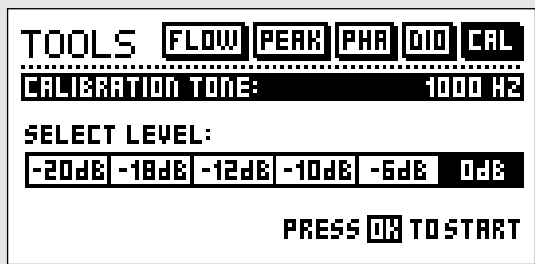 TOOLS FLOW PEAK PHA DIO CAL
CALIBRATION TONE: 1000 HZ
SELECT LEVEL:
-20dB -18dB -12dB -10dB -6dB 0dB
PRESS OK TO START